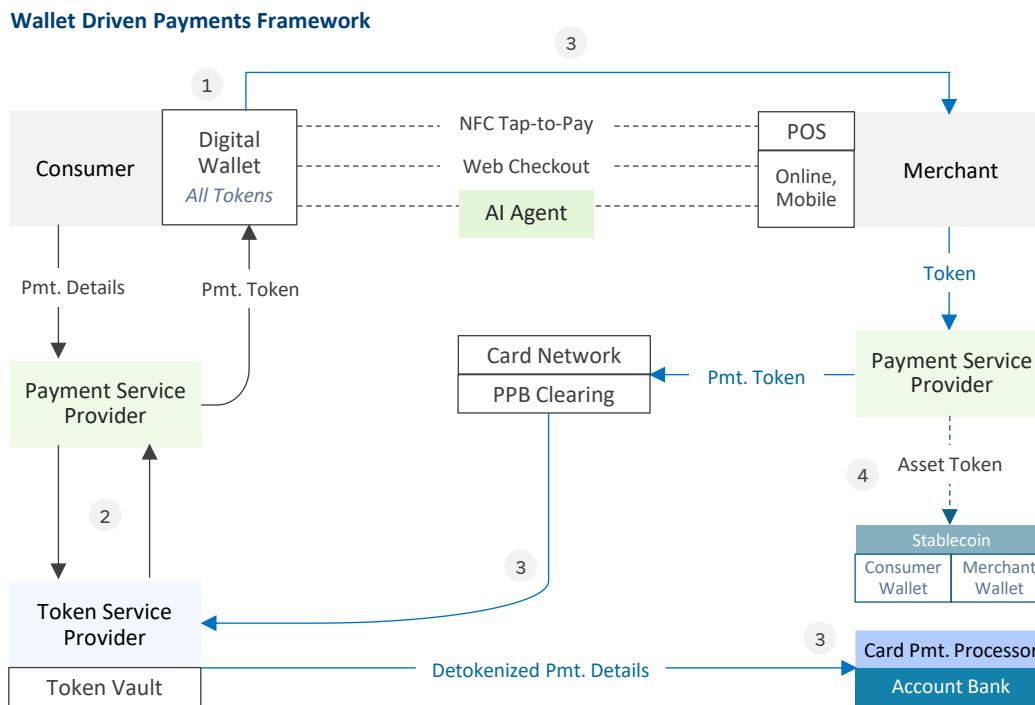 Wallet Driven Payments Framework
3
1
Consumer
Digital
Wallet
All Tokens
NFC Tap-to-Pay
Web Checkout
AI Agent
POS
Online,
Mobile
Merchant
Pmt. Details
Pmt. Token
Token
Payment Service
Provider
Card Network
PPB Clearing
Pmt. Token
Payment Service
Provider
4
Asset Token
2
3
Stablecoin
Consumer
Wallet
Merchant
Wallet
Token Service
Provider
Token Vault
Detokenized Pmt. Details
3
Card Pmt. Processor
Account Bank